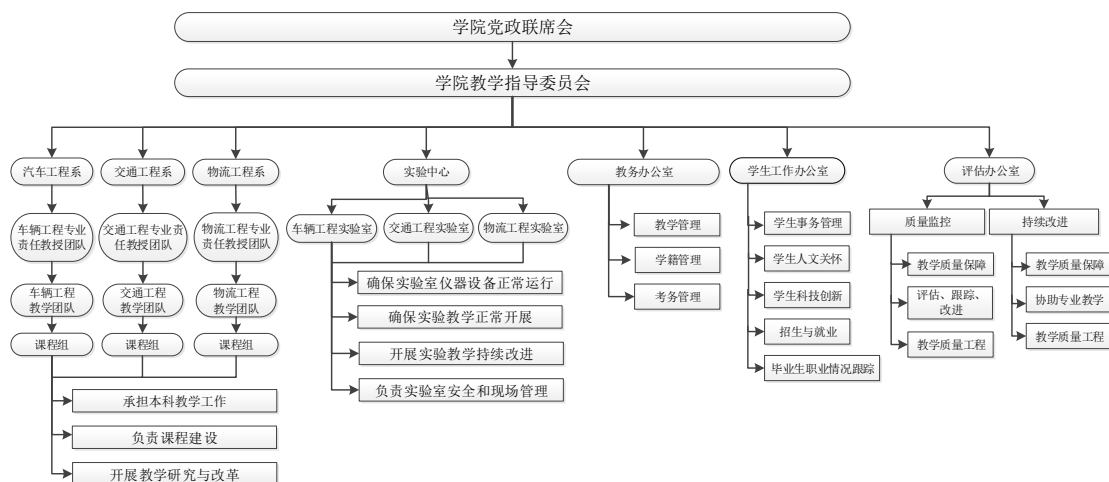 学院党政联席会
学院教学指导委员会
汽车工程系
交通工程系
物流工程系
实验中心
教务办公室
学生工作办公室
评估办公室
车辆工程专业
责任教授团队
交通工程专业责
任教授团队
物流工程专业
责任教授团队
车辆工程
教学团队
交通工程
教学团队
物流工程
教学团队
课程组
课程组
课程组
承担本科教学工作
负责课程建设
开展教学研究与改革
车辆工程实验室
交通工程实验室
物流工程实验室
确保实验室仪器设备正常运行
确保实验教学正常开展
开展实验教学持续改进
负责实验室安全和现场管理
教学管理
学籍管理
考务管理
学生事务管理
学生人文关怀
学生科技创新
招生与就业
毕业生职业情况跟踪
质量监控
持续改进
教学质量保障
评估、跟踪、
改进
教学质量工程
教学质量保障
协助专业教学
教学质量工程